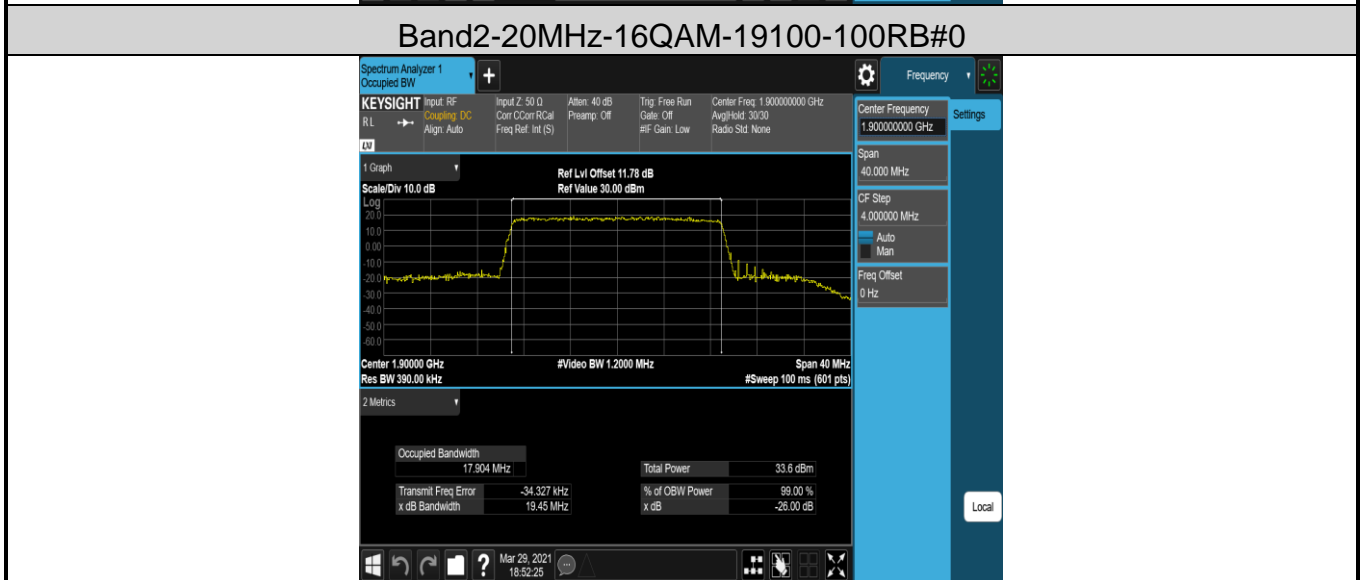 Band2-20MHz-16QAM-19100-100RB#0
Spectrum Analyzer 1
Occupied BW
+
Frequency
KEYSIGHT
RL
LXI
Input: RF
Coupling: DC
Align: Auto
Input Z: 50 Ω
Corr CCorr RCal
Freq Ref: Int (S)
Atten: 40 dB
Preamp: Off
Trig: Free Run
Gate: Off
#IF Gain: Low
Center Freq: 1.900000000 GHz
Avg|Hold: 30/30
Radio Std: None
Center Frequency
1.900000000 GHz
Settings
Span
40.000 MHz
CF Step
4.000000 MHz
Auto
Man
Freq Offset
0 Hz
1 Graph
Scale/Div 10.0 dB
Ref Lvl Offset 11.78 dB
Ref Value 30.00 dBm
Log
20.0
10.0
0.00
-10.0
-20.0
-30.0
-40.0
-50.0
-60.0
Center 1.90000 GHz
#Video BW 1.2000 MHz
Span 40 MHz
Res BW 390.00 kHz
#Sweep 100 ms (601 pts)
2 Metrics
Occupied Bandwidth
17.904 MHz
Total Power 33.6 dBm
Transmit Freq Error -34.327 kHz
% of OBW Power 99.00 %
x dB Bandwidth 19.45 MHz
x dB -26.00 dB
Local
?
Mar 29, 2021
18:52:25